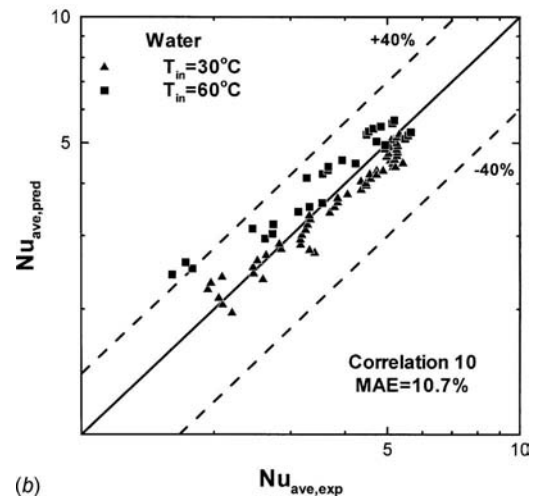 10
Water
T_in=30°C
T_in=60°C
+40%
5
-40%
Nu_ave,pred
Correlation 10
MAE=10.7%
5
10
Nu_ave,exp
(b)